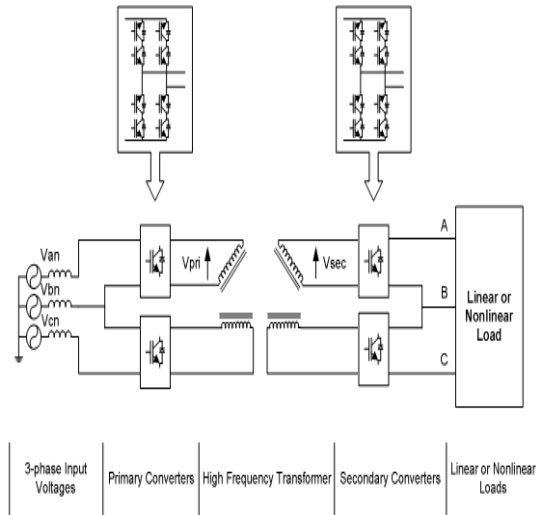 Van
Vbn
Vcn
Vpri
Vsec
A
B
C
Linear or
Nonlinear
Load
3-phase Input
Voltages
Primary Converters
High Frequency Transformer
Secondary Converters
Linear or Nonlinear
Loads